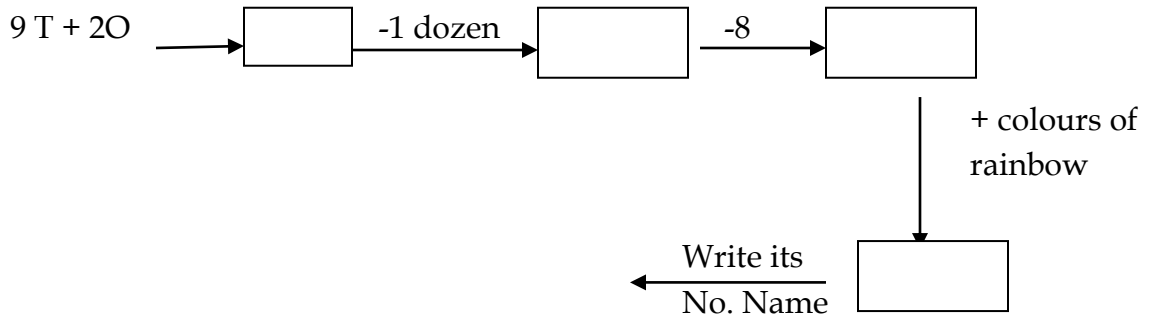 9 T + 2O
-1 dozen
-8
+ colours of
rainbow
Write its
No. Name